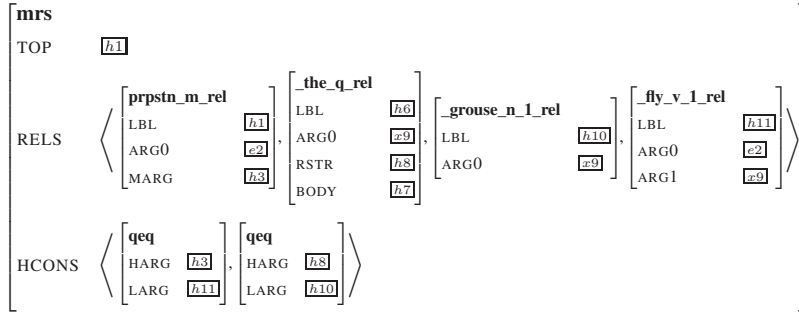 mrs
TOP h1
RELS ⟨ [ prpstn_m_rel LBL h1 ARG0 e2 MARG h3 ], [ _the_q_rel LBL h6 ARG0 x9 RSTR h8 BODY h7 ], [ _grouse_n_1_rel LBL h10 ARG0 x9 ], [ _fly_v_1_rel LBL h11 ARG0 e2 ARG1 x9 ] ⟩
HCONS ⟨ [ qeq HARG h3 LARG h11 ], [ qeq HARG h8 LARG h10 ] ⟩